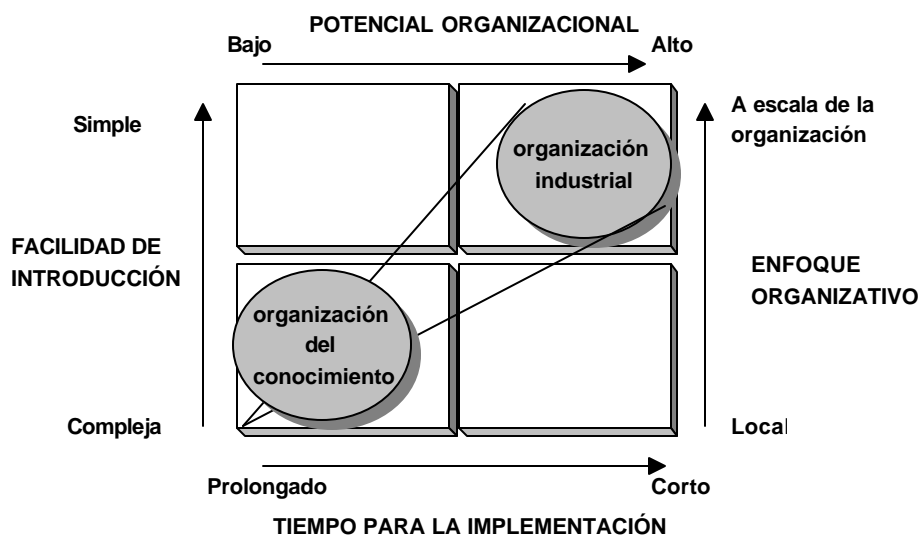 POTENCIAL ORGANIZACIONAL
Bajo
Alto
Simple
A escala de la
organización
organización
industrial
FACILIDAD DE
INTRODUCCIÓN
ENFOQUE
ORGANIZATIVO
organización
del
conocimiento
Compleja
Local
Prolongado
Corto
TIEMPO PARA LA IMPLEMENTACIÓN